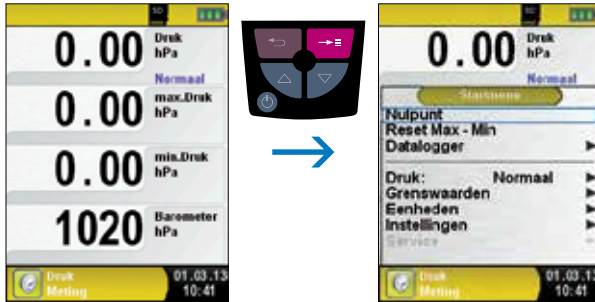 SD
0.00 Druk hPa
Normaal
0.00 max.Druk hPa
0.00 min.Druk hPa
1020 Barometer hPa
Druk Meting
01.03.13 10:41
SD
0.00 Druk hPa
Normaal
Startmenu
Nulpunt
Reset Max - Min
Datalogger
Druk: Normaal
Grenswaarden
Eenheden
Instellingen
Service
Druk Meting
01.03.13 10:41